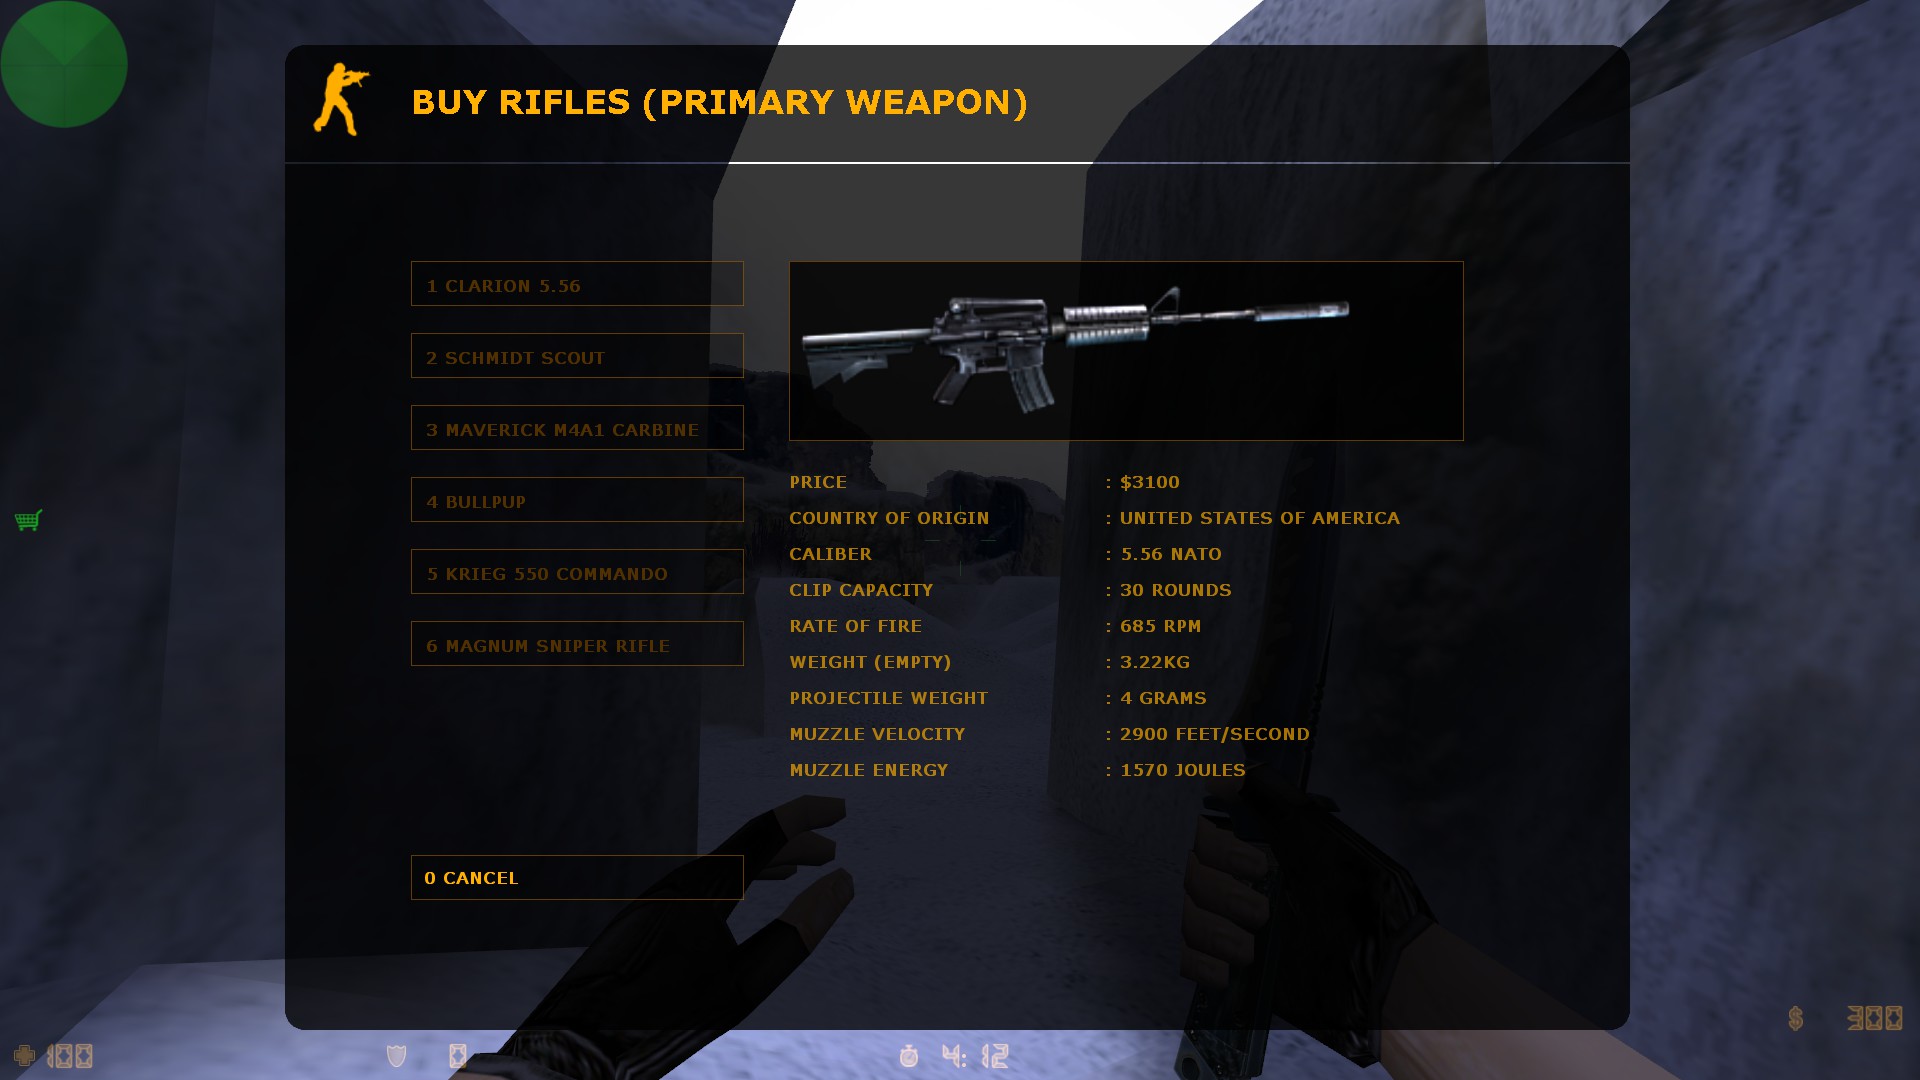 BUY RIFLES (PRIMARY WEAPON)
1 CLARION 5.56
2 SCHMIDT SCOUT
3 MAVERICK M4A1 CARBINE
4 BULLPUP
5 KRIEG 550 COMMANDO
6 MAGNUM SNIPER RIFLE
0 CANCEL
PRICE : $3100
COUNTRY OF ORIGIN : UNITED STATES OF AMERICA
CALIBER : 5.56 NATO
CLIP CAPACITY : 30 ROUNDS
RATE OF FIRE : 685 RPM
WEIGHT (EMPTY) : 3.22KG
PROJECTILE WEIGHT : 4 GRAMS
MUZZLE VELOCITY : 2900 FEET/SECOND
MUZZLE ENERGY : 1570 JOULES
$ 300
100 0 4:12